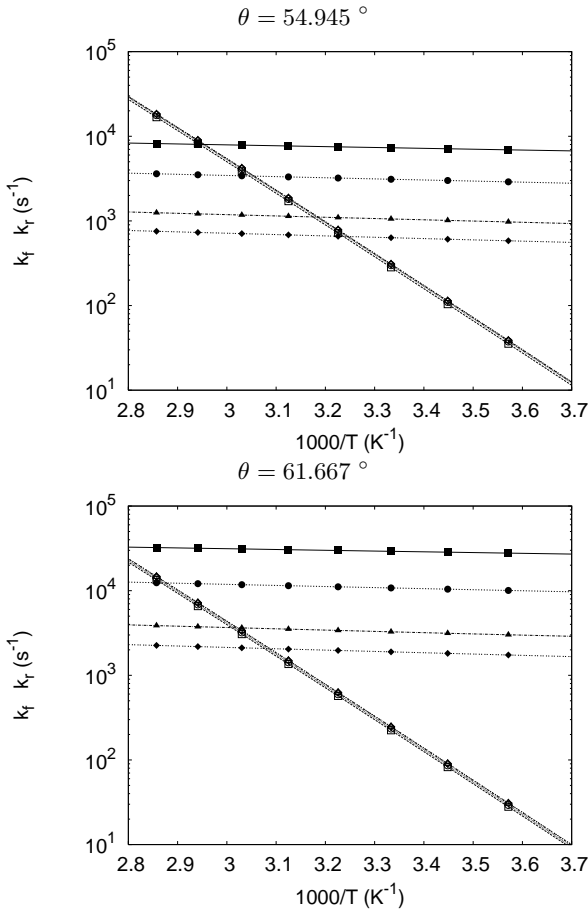 θ = 54.945 °
10^5
10^4
10^3
10^2
10^1
k_f k_r (s^-1)
2.8 2.9 3 3.1 3.2 3.3 3.4 3.5 3.6 3.7
1000/T (K^-1)
θ = 61.667 °
10^5
10^4
10^3
10^2
10^1
k_f k_r (s^-1)
2.8 2.9 3 3.1 3.2 3.3 3.4 3.5 3.6 3.7
1000/T (K^-1)